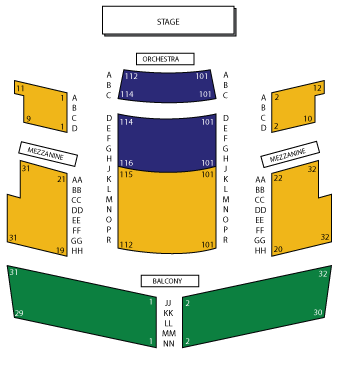 STAGE
ORCHESTRA
A 112 101 A
B B
C 114 101 C
11 1 A
B
C
9 1 D
12 2 A
B
C
10 2 D
D 114 101 D
E E
F F
G G
H 116 101 H
J 115 101 J
K K
L L
M M
N N
O O
P P
R 112 101 R
MEZZANINE
31 21 AA
BB
CC
DD
EE
FF
31 GG
19 HH
MEZZANINE
AA 22 32
BB
CC
DD
EE
FF
GG 32
HH 20
BALCONY
31 1 JJ 2 32
KK
29 LL 30
MM
1 NN 2